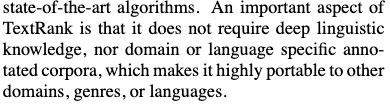 state-of-the-art algorithms. An important aspect of
TextRank is that it does not require deep linguistic
knowledge, nor domain or language specific anno-
tated corpora, which makes it highly portable to other
domains, genres, or languages.